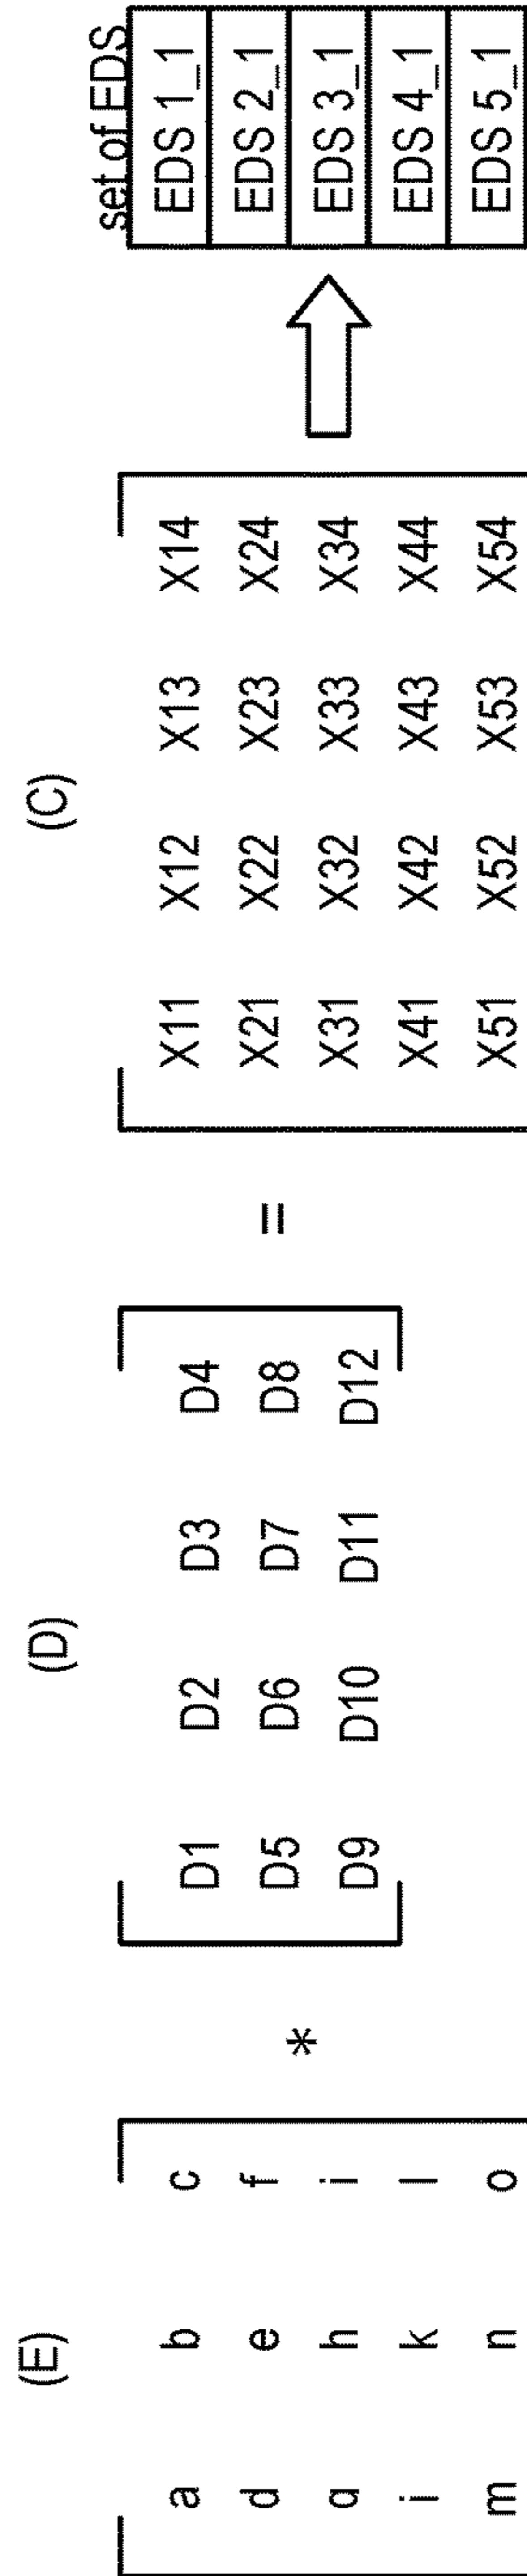 (E)
a b c
d e f
g h i
j k l
m n o
*
(D)
D1 D2 D3 D4
D5 D6 D7 D8
D9 D10 D11 D12
=
(C)
X11 X12 X13 X14
X21 X22 X23 X24
X31 X32 X33 X34
X41 X42 X43 X44
X51 X52 X53 X54
set of EDS
EDS 1_1
EDS 2_1
EDS 3_1
EDS 4_1
EDS 5_1